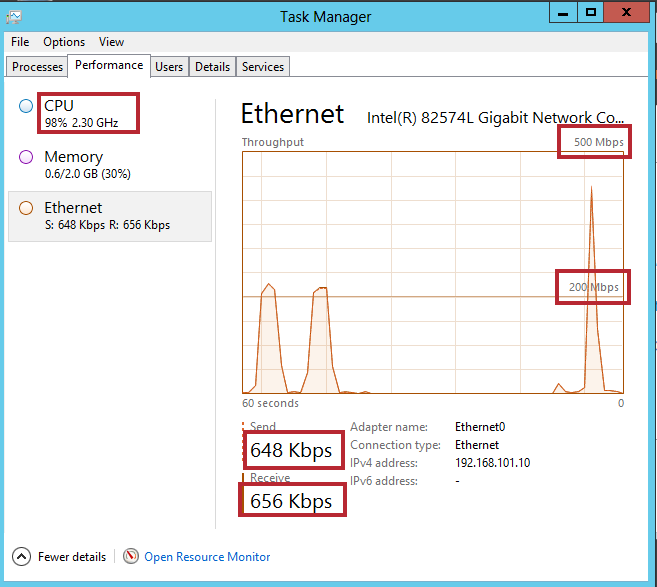 Task Manager
File Options View
Processes Performance Users Details Services
CPU
98% 2.30 GHz
Memory
0.6/2.0 GB (30%)
Ethernet
S: 648 Kbps R: 656 Kbps
Ethernet Intel(R) 82574L Gigabit Network Co...
Throughput 500 Mbps
200 Mbps
60 seconds 0
Send
648 Kbps
Receive
656 Kbps
Adapter name: Ethernet0
Connection type: Ethernet
IPv4 address: 192.168.101.10
IPv6 address: -
Fewer details Open Resource Monitor